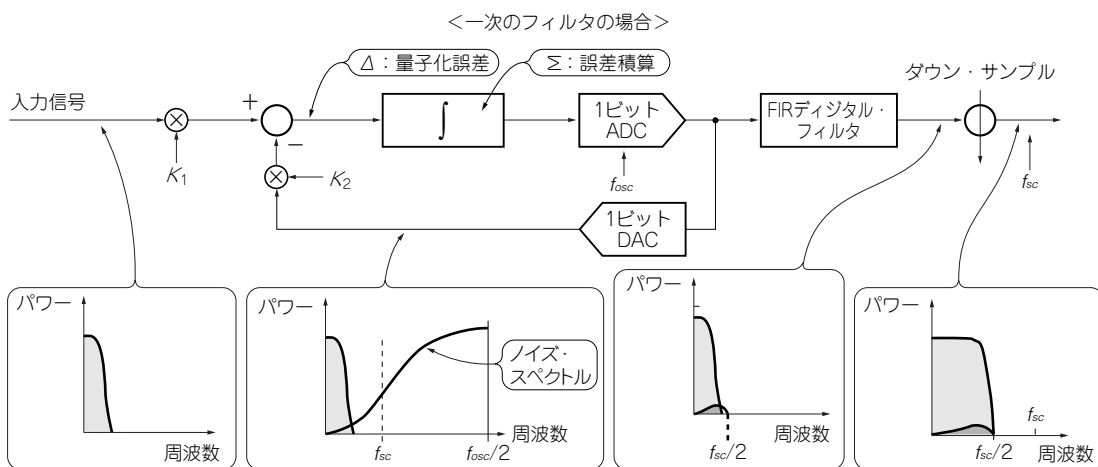 <一次のフィルタの場合>
Δ:量子化誤差
Σ:誤差積算
ダウン・サンプル
入力信号
+
−
∫
1ビット
ADC
FIRディジタル・
フィルタ
K1
K2
fosc
fsc
1ビット
DAC
パワー
周波数
パワー
ノイズ・
スペクトル
fsc
fosc/2
周波数
パワー
周波数
fsc/2
パワー
fsc
fsc/2
周波数